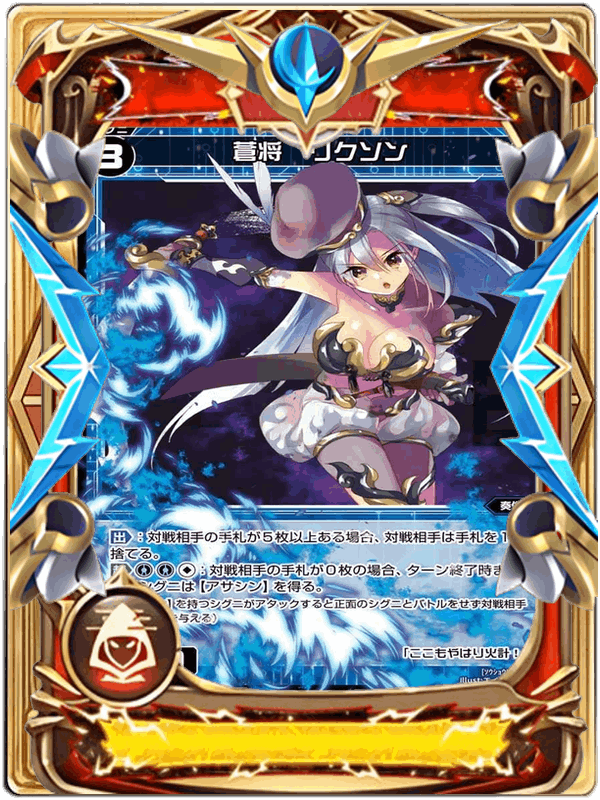 3
蒼将 リクソン
奏
出：対戦相手の手札が５枚以上ある場合、対戦相手は手札を１
捨てる。
：対戦相手の手札が０枚の場合、ターン終了時ま
グニは【アサシン】を得る。
を持つシグニがアタックすると正面のシグニとバトルをせず対戦相手
与える）
「ここもやはり火計！
［ソクショウ